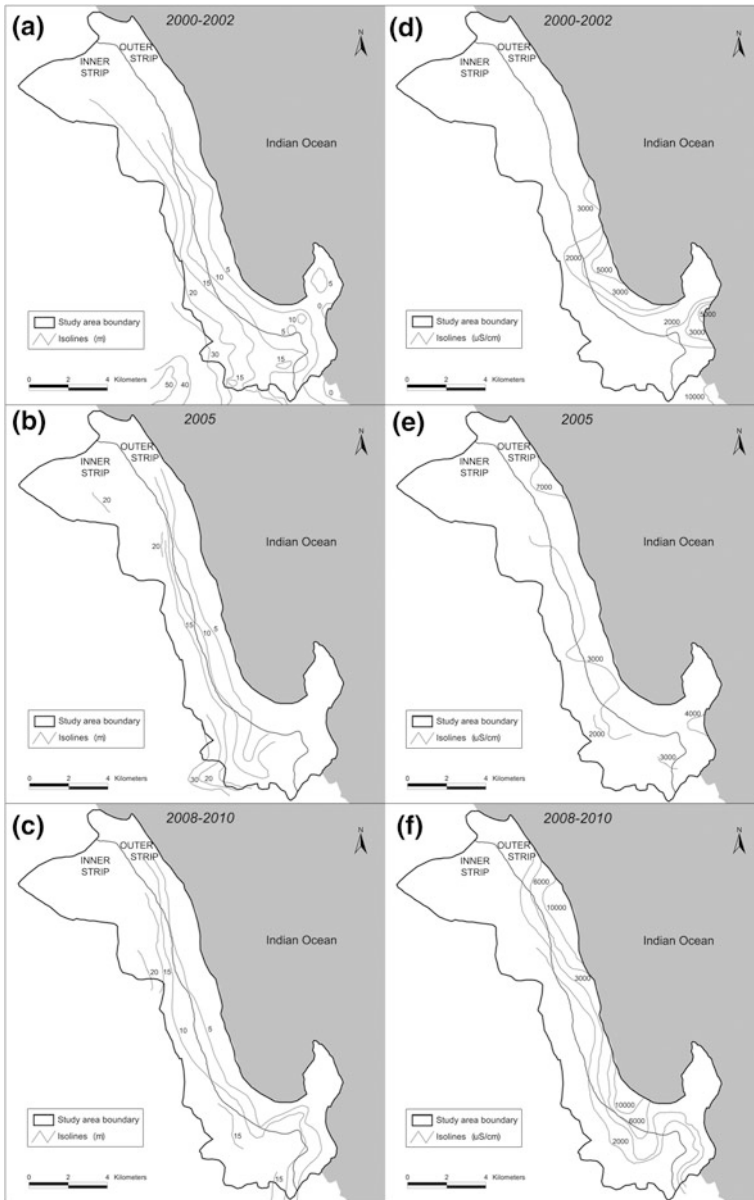 (a)
2000-2002
N
INNER
STRIP
OUTER
STRIP
Indian Ocean
5
10
15
20
5
0
10
5
30
15
15
50
40
0
Study area boundary
Isolines (m)
0 2 4 Kilometers
(d)
2000-2002
N
INNER
STRIP
OUTER
STRIP
Indian Ocean
3000
2000
5000
3000
2000
5000
3000
10000
Study area boundary
Isolines (uS/cm)
0 2 4 Kilometers
(b)
2005
N
INNER
STRIP
OUTER
STRIP
20
20
Indian Ocean
15
10
5
30
20
Study area boundary
Isolines (m)
0 2 4 Kilometers
(e)
2005
N
INNER
STRIP
OUTER
STRIP
7000
Indian Ocean
3000
4000
2000
3000
Study area boundary
Isolines (uS/cm)
0 2 4 Kilometers
(c)
2008-2010
N
INNER
STRIP
OUTER
STRIP
Indian Ocean
20
15
10
5
15
15
Study area boundary
Isolines (m)
0 2 4 Kilometers
(f)
2008-2010
N
INNER
STRIP
OUTER
STRIP
10000
Indian Ocean
10000
6000
2000
Study area boundary
Isolines (uS/cm)
0 2 4 Kilometers